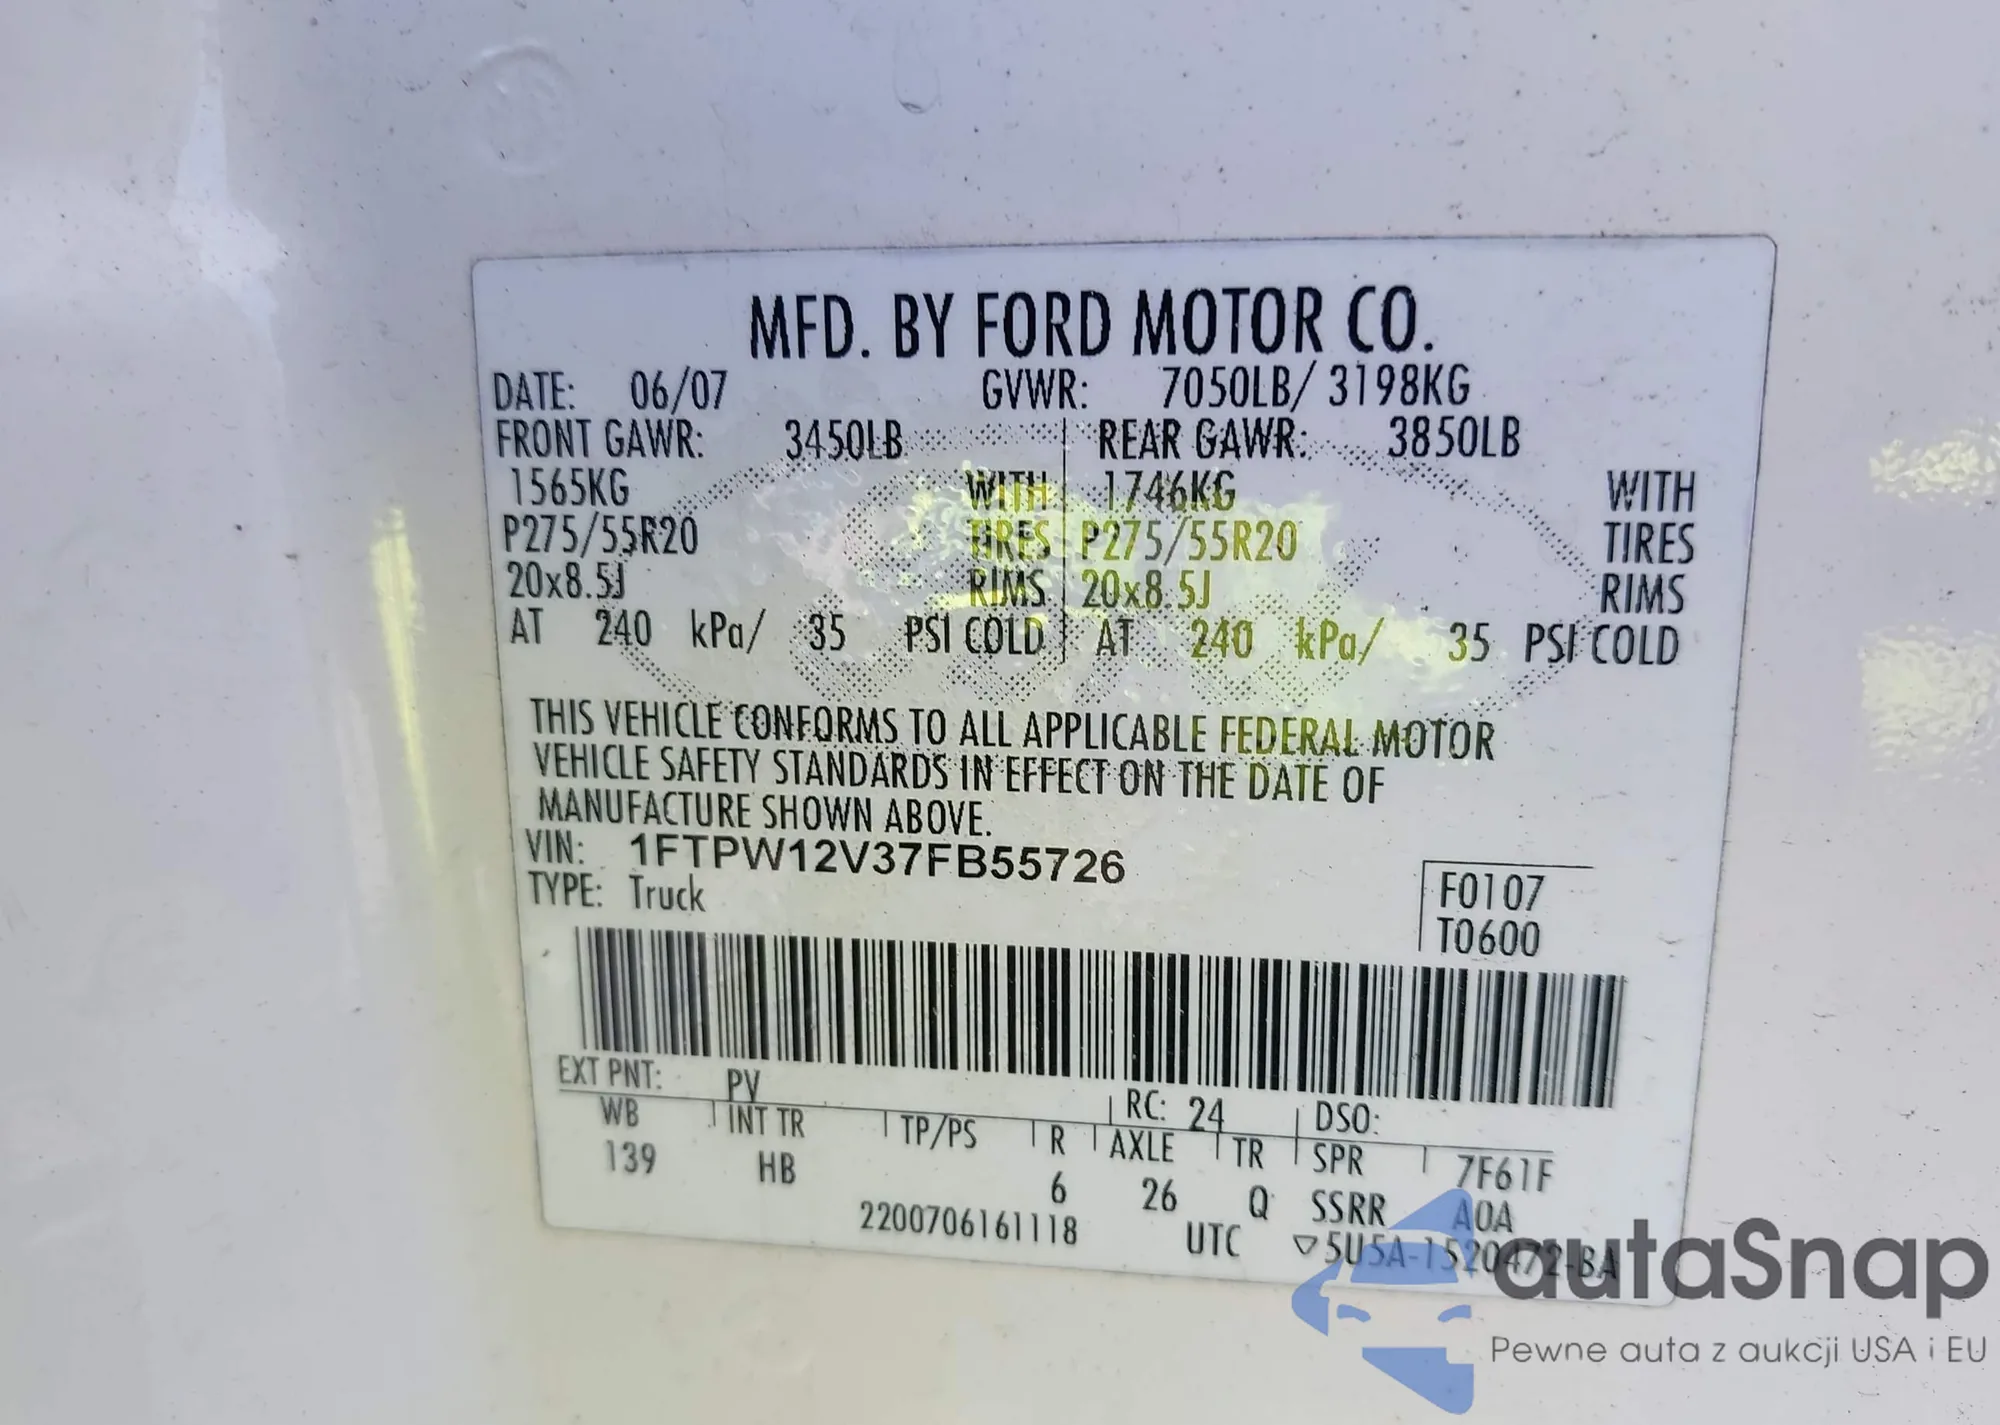 MFD. BY FORD MOTOR CO.
DATE: 06/07 GVWR: 7050LB/ 3198KG
FRONT GAWR: 3450LB REAR GAWR: 3850LB
1565KG WITH 1746KG WITH
P275/55R20 TIRES P275/55R20 TIRES
20x8.5J RIMS 20x8.5J RIMS
AT 240 kPa/ 35 PSI COLD AT 240 kPa/ 35 PSI COLD
THIS VEHICLE CONFORMS TO ALL APPLICABLE FEDERAL MOTOR
VEHICLE SAFETY STANDARDS IN EFFECT ON THE DATE OF
MANUFACTURE SHOWN ABOVE.
VIN: 1FTPW12V37FB55726
TYPE: Truck
F0107
T0600
EXT PNT: PV RC: 24 DSO:
WB INT TR TP/PS R AXLE TR SPR 7F61F
139 HB 6 26 Q SSRR A0A
2200706161118 UTC ▽5U5A-1520472-BA
autaSnap
Pewne auta z aukcji USA i EU